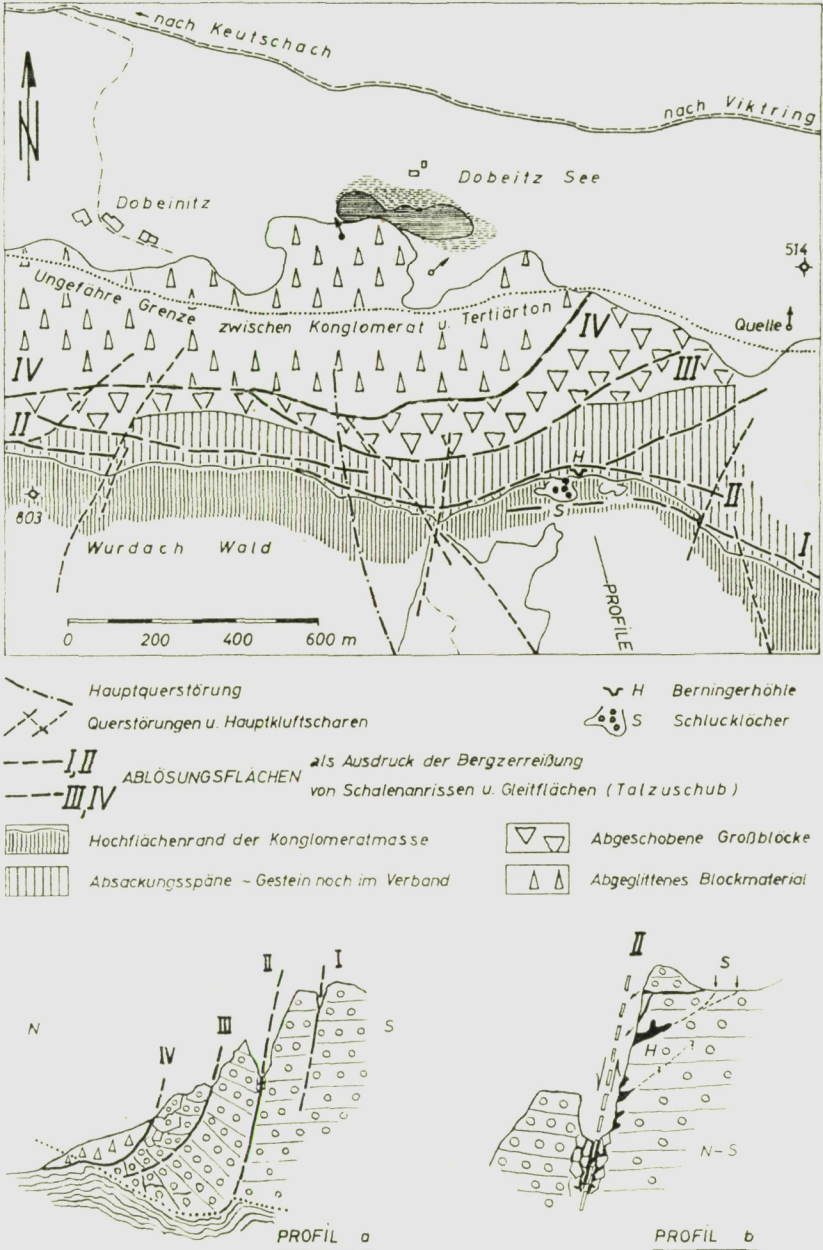 nach Keutschach
nach Viktring
N
Dobeitz See
Dobeinitz
514
Ungefähre Grenze zwischen Konglomerat u. Tertiärton
Quelle
IV
IV
III
II
H
II
803
S
I
Wurdach Wald
PROFILE
0 200 400 600 m
Hauptquerstörung
H Berningerhöhle
Querstörungen u. Hauptkluftscharen
S Schlucklöcher
I, II ABLÖSUNGSFLÄCHEN als Ausdruck der Bergzerreißung
III, IV von Schalenanrissen u. Gleitflächen (Talzuschub)
Hochflächenrand der Konglomeratmasse
Abgeschobene Großblöcke
Absackungsspäne - Gestein noch im Verband
Abgeglittenes Blockmaterial
II I
II S
N III S
IV
H ?
N-S
PROFIL a
PROFIL b